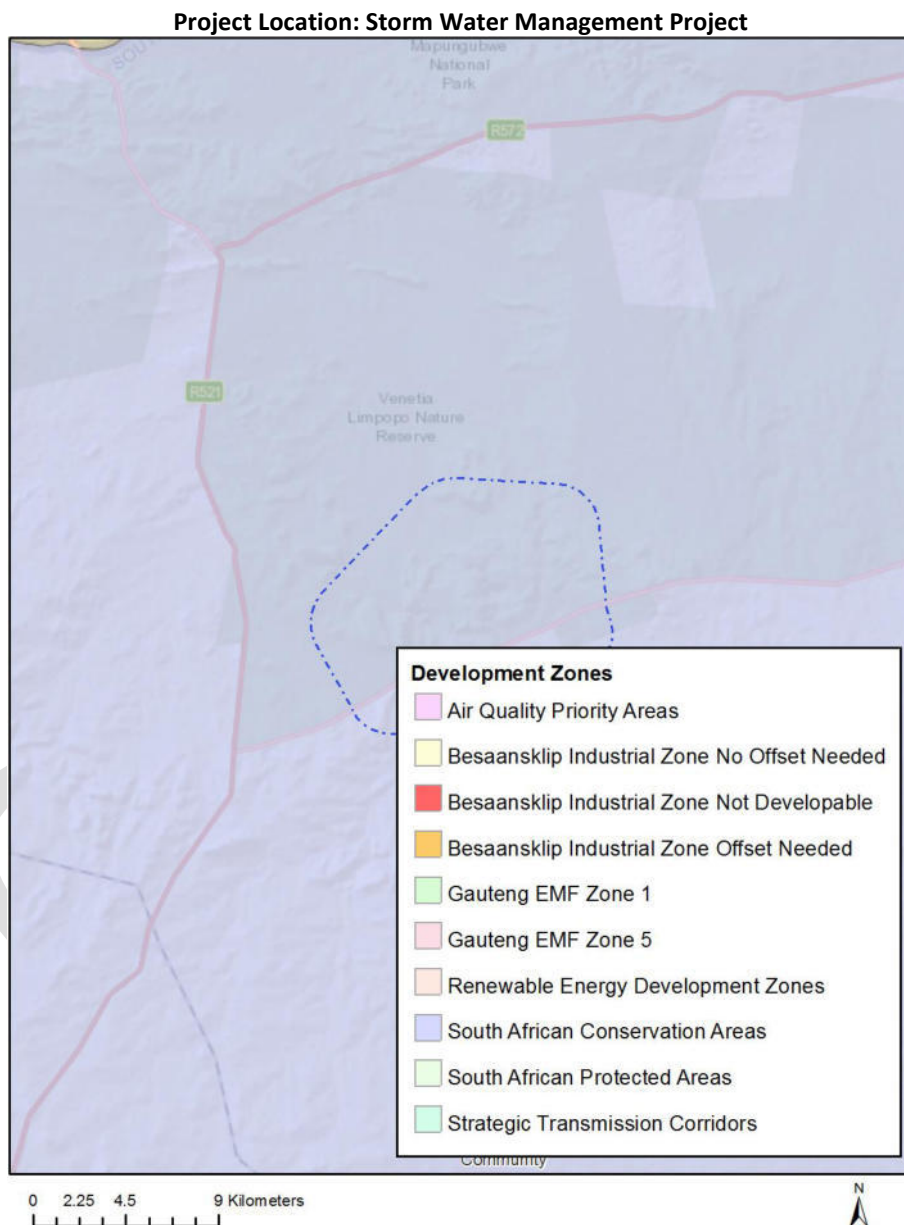 Project Location: Storm Water Management Project
SOUT
Mapungubwe
National
Park
R572
R521
Venetia
Limpopo Nature
Reserve
Development Zones
Air Quality Priority Areas
Besaansklip Industrial Zone No Offset Needed
Besaansklip Industrial Zone Not Developable
Besaansklip Industrial Zone Offset Needed
Gauteng EMF Zone 1
Gauteng EMF Zone 5
Renewable Energy Development Zones
South African Conservation Areas
South African Protected Areas
Strategic Transmission Corridors
Community
0 2.25 4.5 9 Kilometers
N